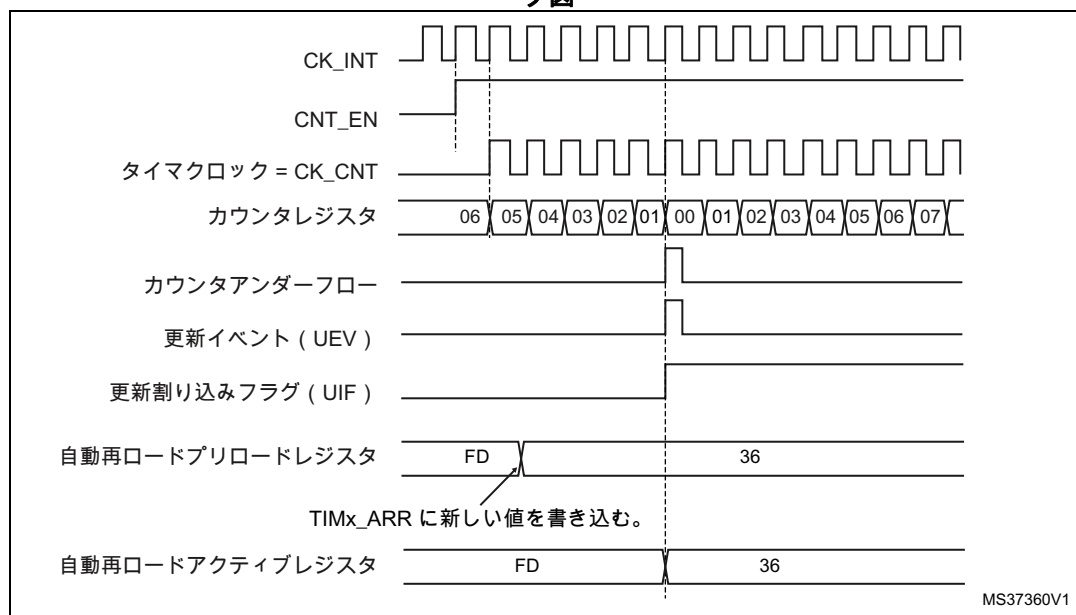 CK_INT
CNT_EN
タイマクロック = CK_CNT
カウンタレジスタ 06 05 04 03 02 01 00 01 02 03 04 05 06 07
カウンタアンダーフロー
更新イベント ( UEV )
更新割り込みフラグ ( UIF )
自動再ロードプリロードレジスタ FD 36
TIMx_ARR に新しい値を書き込む。
自動再ロードアクティブレジスタ FD 36
MS37360V1